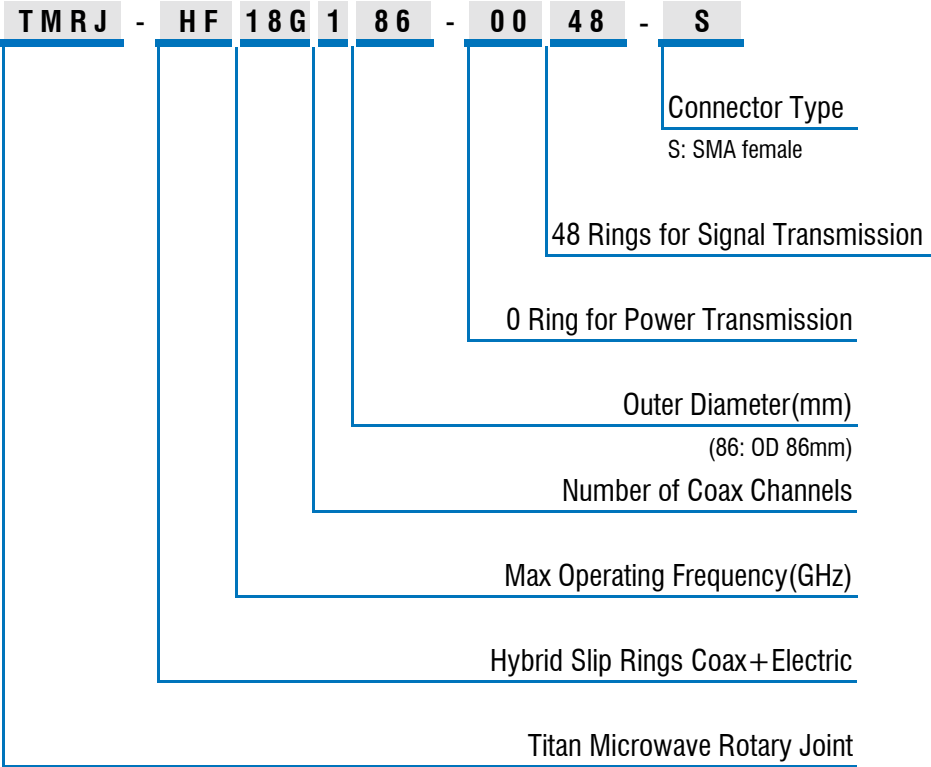 TMRJ - HF 18G 1 86 - 00 48 - S
Connector Type
S: SMA female
48 Rings for Signal Transmission
0 Ring for Power Transmission
Outer Diameter(mm)
(86: OD 86mm)
Number of Coax Channels
Max Operating Frequency(GHz)
Hybrid Slip Rings Coax+Electric
Titan Microwave Rotary Joint